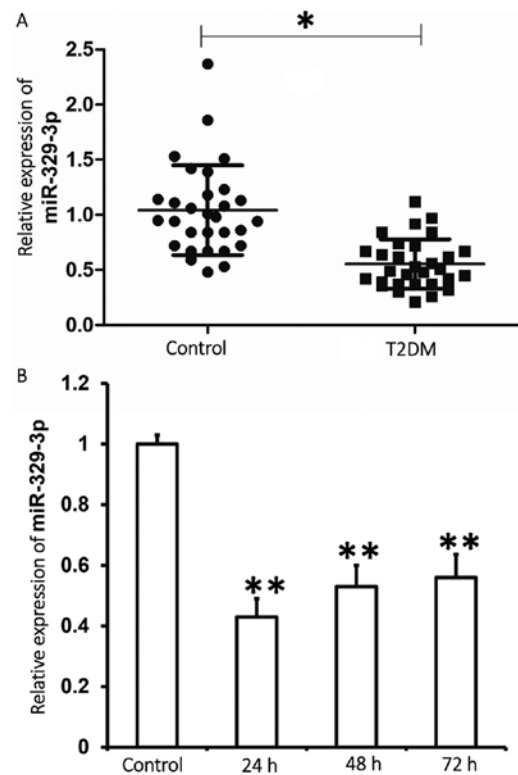 A
*
2.5
2.0
1.5
1.0
0.5
0.0
Relative expression of
miR-329-3p
Control T2DM
B
1.2
1
0.8
0.6
0.4
0.2
0
Relative expression of miR-329-3p
**
**
**
Control 24 h 48 h 72 h